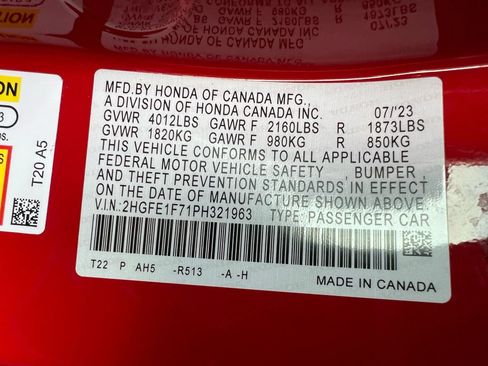 MFD.BY HONDA OF CANADA MFG.,
A DIVISION OF HONDA CANADA INC. 07/'23
GVWR 4012LBS GAWR F 2160LBS R 1873LBS
GVWR 1820KG GAWR F 980KG R 850KG
THIS VEHICLE CONFORMS TO ALL APPLICABLE
FEDERAL MOTOR VEHICLE SAFETY , BUMPER ,
AND THEFT PREVENTION STANDARDS IN EFFECT
ON THE DATE OF MANUFACTURE SHOWN ABOVE.
V.I.N:2HGFE1F71PH321963 TYPE: PASSENGER CAR
T22 P AH5 -R513 -A -H
MADE IN CANADA
T20 A5